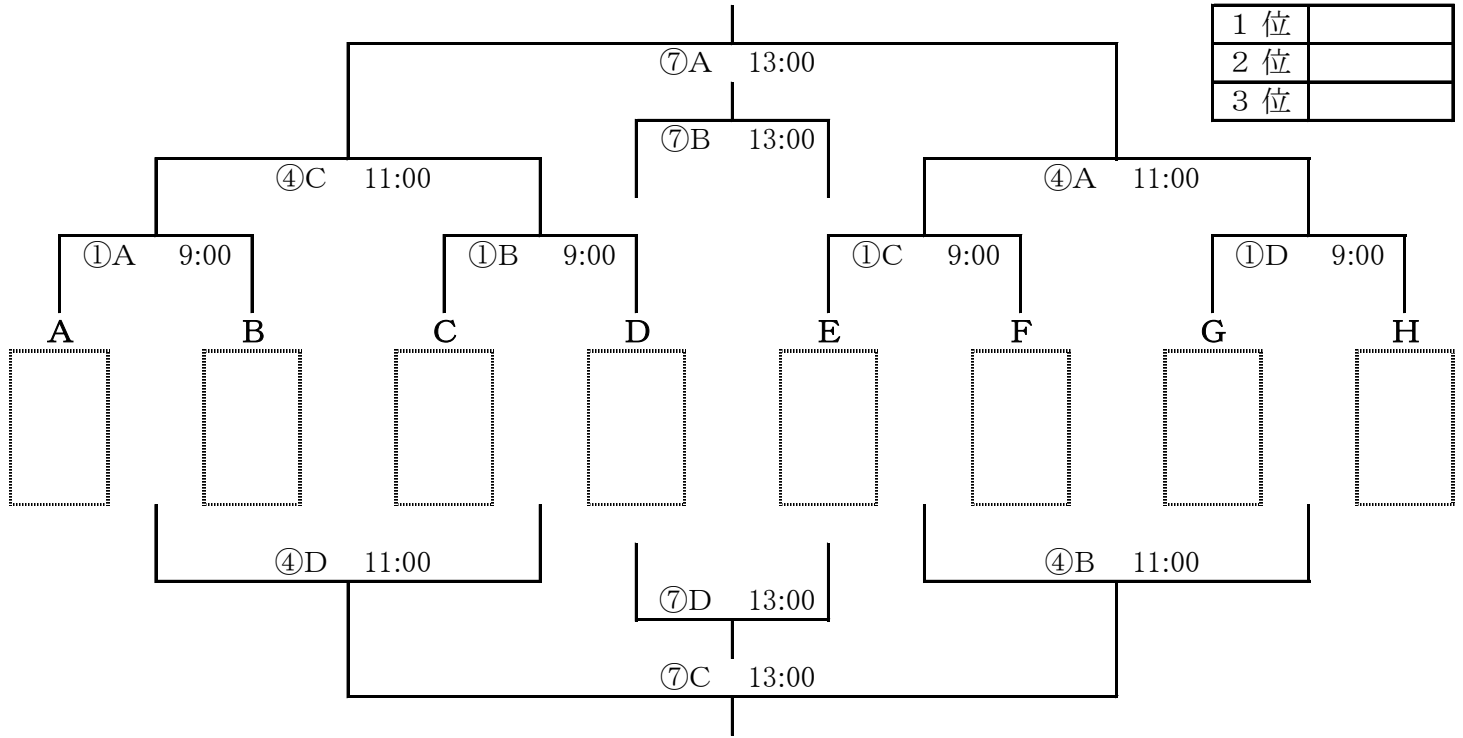 1 位
2 位
3 位
⑦A 13:00
⑦B 13:00
④C 11:00
④A 11:00
①A 9:00
①B 9:00
①C 9:00
①D 9:00
A B C D E F G H
④D 11:00
④B 11:00
⑦D 13:00
⑦C 13:00